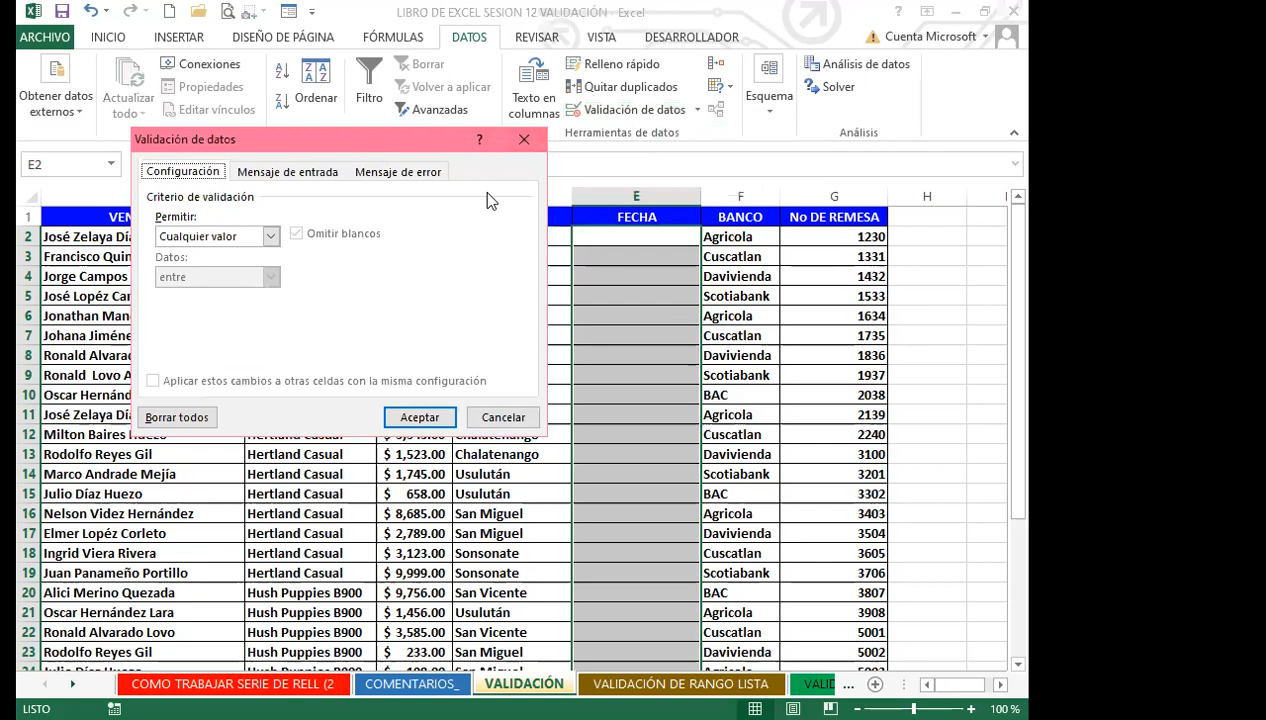 LIBRO DE EXCEL SESION 12 VALIDACIÓN - Excel
ARCHIVO INICIO INSERTAR DISEÑO DE PÁGINA FÓRMULAS DATOS REVISAR VISTA DESARROLLADOR Cuenta Microsoft
Obtener datos externos
Actualizar todo
Conexiones
Propiedades
Editar vínculos
Ordenar
Filtro
Borrar
Volver a aplicar
Avanzadas
Texto en columnas
Relleno rápido
Quitar duplicados
Validación de datos
Herramientas de datos
Esquema
Análisis de datos
Solver
Análisis
E2
Validación de datos
Configuración Mensaje de entrada Mensaje de error
Criterio de validación
Permitir:
Cualquier valor Omitir blancos
Datos:
entre
Aplicar estos cambios a otras celdas con la misma configuración
Borrar todos Aceptar Cancelar
E F G H I
1 VEN FECHA BANCO No DE REMESA
2 José Zelaya Día Agricola 1230
3 Francisco Quin Cuscatlan 1331
4 Jorge Campos Davivienda 1432
5 José Lopéz Car Scotiabank 1533
6 Jonathan Man Agricola 1634
7 Johana Jiméne Cuscatlan 1735
8 Ronald Alvara Davivienda 1836
9 Ronald Lovo A Scotiabank 1937
10 Oscar Hernánd BAC 2038
11 José Zelaya Día Agricola 2139
12 Milton Baires Huezo Hertland Casual Chalatenango Cuscatlan 2240
13 Rodolfo Reyes Gil Hertland Casual $ 1,523.00 Chalatenango Davivienda 3100
14 Marco Andrade Mejía Hertland Casual $ 1,745.00 Usulután Scotiabank 3201
15 Julio Díaz Huezo Hertland Casual $ 658.00 Usulután BAC 3302
16 Nelson Videz Hernández Hertland Casual $ 8,685.00 San Miguel Agricola 3403
17 Elmer Lopéz Corleto Hertland Casual $ 2,789.00 San Miguel Davivienda 3504
18 Ingrid Viera Rivera Hertland Casual $ 3,123.00 Sonsonate Cuscatlan 3605
19 Juan Panameño Portillo Hertland Casual $ 9,999.00 Sonsonate Scotiabank 3706
20 Alici Merino Quezada Hush Puppies B900 $ 9,756.00 San Vicente BAC 3807
21 Oscar Hernández Lara Hush Puppies B900 $ 1,456.00 Usulután Agricola 3908
22 Ronald Alvarado Lovo Hush Puppies B900 $ 3,585.00 San Vicente Cuscatlan 5001
23 Rodolfo Reyes Gil Hush Puppies B900 $ 233.00 San Miguel Davivienda 5002
COMO TRABAJAR SERIE DE RELL (2 COMENTARIOS_ VALIDACIÓN VALIDACIÓN DE RANGO LISTA VALID ...
LISTO 100 %